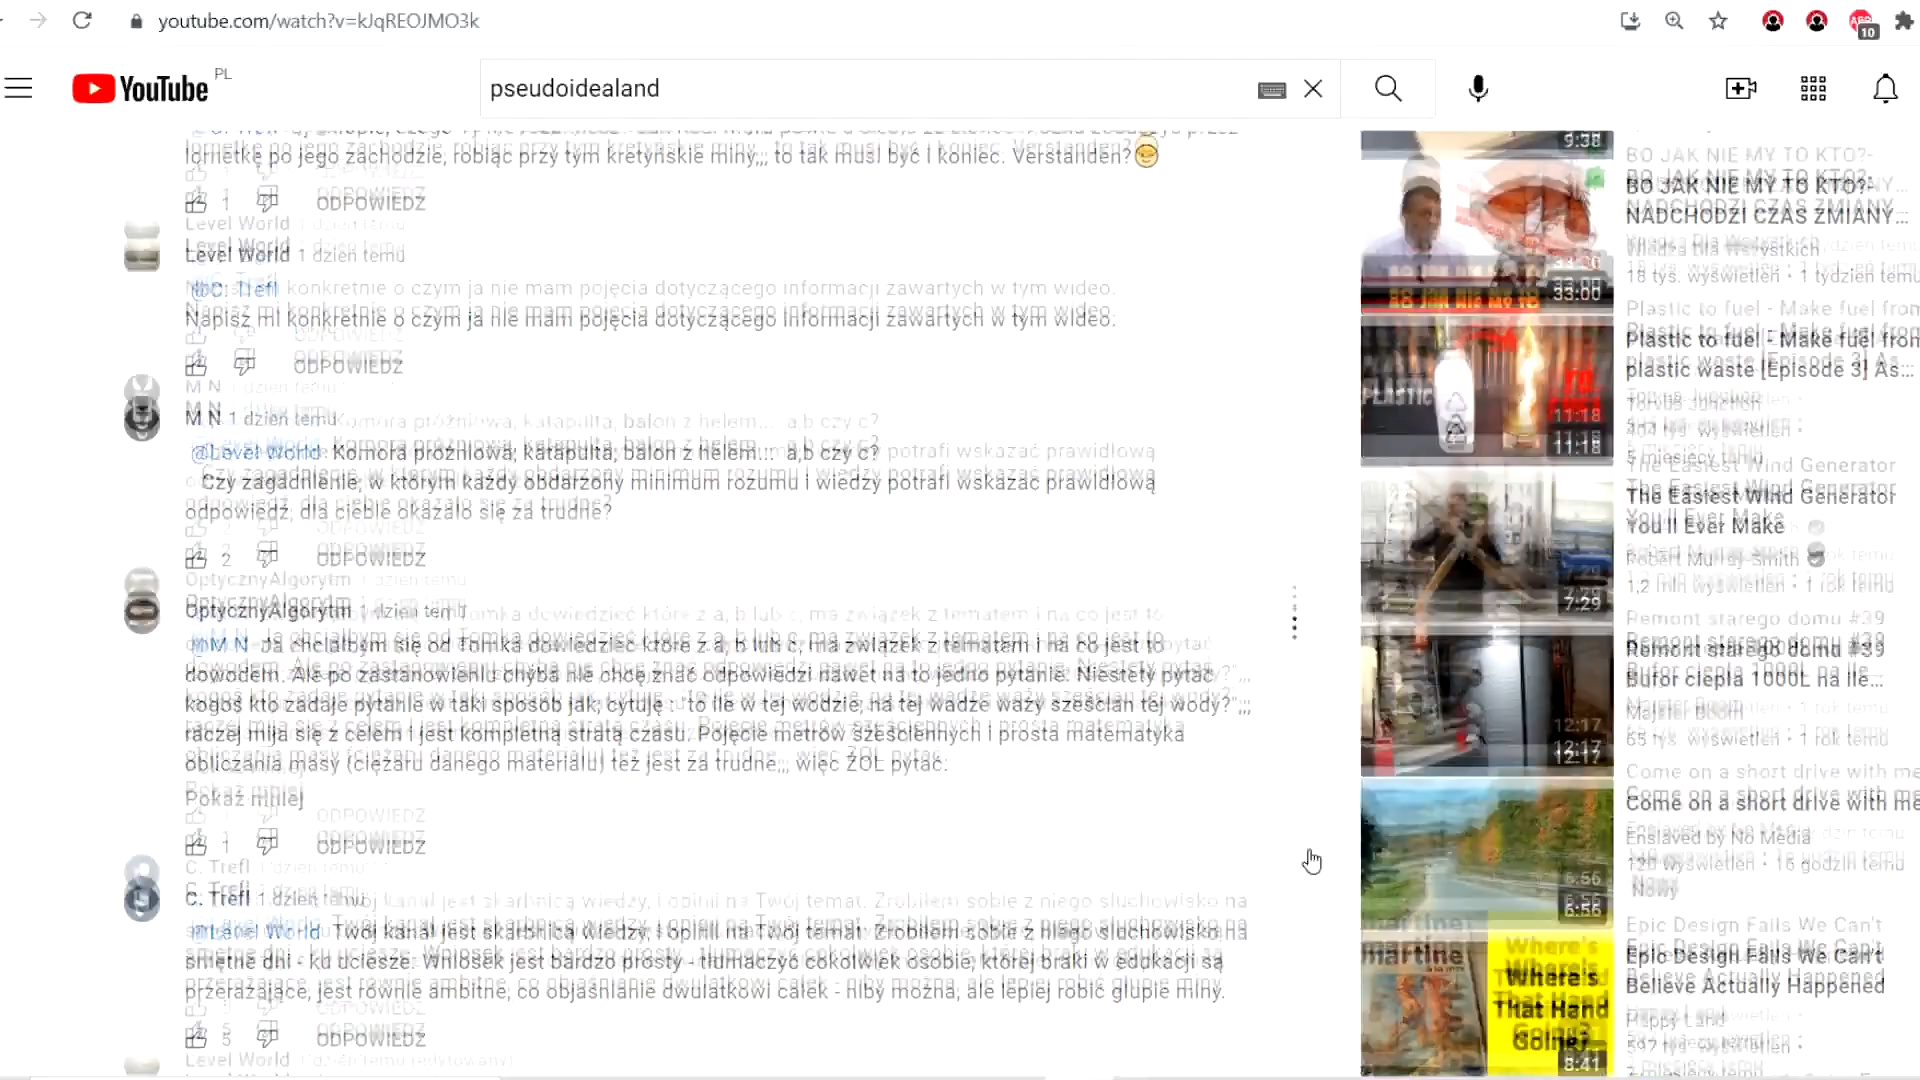 youtube.com/watch?v=kJqREOJMO3k
10
YouTube PL
pseudoidealand
lornetkę po jego zachodzie, robiąc przy tym kretyńskie miny,,, to tak musi być i koniec. Verstanden?
1 ODPOWIEDZ
Level World 1 dzień temu
@C. Trefl
Napisz mi konkretnie o czym ja nie mam pojęcia dotyczącego informacji zawartych w tym wideo.
ODPOWIEDZ
M N 1 dzień temu
@Level World Komora próżniowa, katapulta, balon z helem... a,b czy c?
Czy zagadnienie, w którym każdy obdarzony minimum rozumu i wiedzy potrafi wskazać prawidłową
odpowiedź, dla ciebie okazało się za trudne?
2 ODPOWIEDZ
OptycznyAlgorytm 1 dzień temu
@M N Ja chciałbym się od Tomka dowiedzieć które z a, b lub c, ma związek z tematem i na co jest to
dowodem. Ale po zastanowieniu chyba nie chcę znać odpowiedzi nawet na to jedno pytanie. Niestety pytać
kogoś kto zadaje pytanie w taki sposób jak, cytuję : "to ile w tej wodzie, na tej wadze waży sześcian tej wody?",,,
raczej mija się z celem i jest kompletną stratą czasu. Pojęcie metrów sześciennych i prosta matematyka
obliczania masy (ciężaru danego materiału) też jest za trudne,,, więc ZOL pytać.
Pokaż mniej
1 ODPOWIEDZ
C. Trefl 1 dzień temu
@Level World Twój kanał jest skarbnicą wiedzy, i opinii na Twój temat. Zrobiłem sobie z niego słuchowisko na
smętne dni - ku uciesze. Wniosek jest bardzo prosty - tłumaczyć cokolwiek osobie, której braki w edukacji są
przerażające, jest równie ambitne, co objaśnianie dwulatkowi całek - niby można, ale lepiej robić głupie miny.
5 ODPOWIEDZ
Level World 1 dzień temu
9:38
33:00
BO JAK NIE MY TO KTO?-
NADCHODZI CZAS ZMIANY...
Wiedza Dla Wszystkich
18 tys. wyświetleń • 1 tydzień temu
PLASTIC
11:18
Plastic to fuel - Make fuel from
plastic waste [Episode 3] As...
Torvus Junction
5 miesięcy temu
7:29
The Easiest Wind Generator
You'll Ever Make
Robert Murray-Smith
1,2 mln wyświetleń • 1 rok temu
12:17
Remont starego domu #39
Bufor ciepła 1000L na ile...
Majster Boom
65 tys. wyświetleń • 1 rok temu
6:56
Come on a short drive with me
Enslaved by No Media
wyświetleń • 16 godzin temu
Nowy
martine
Where's
That Hand
Going?
8:41
Epic Design Fails We Can't
Believe Actually Happened
Happy Land